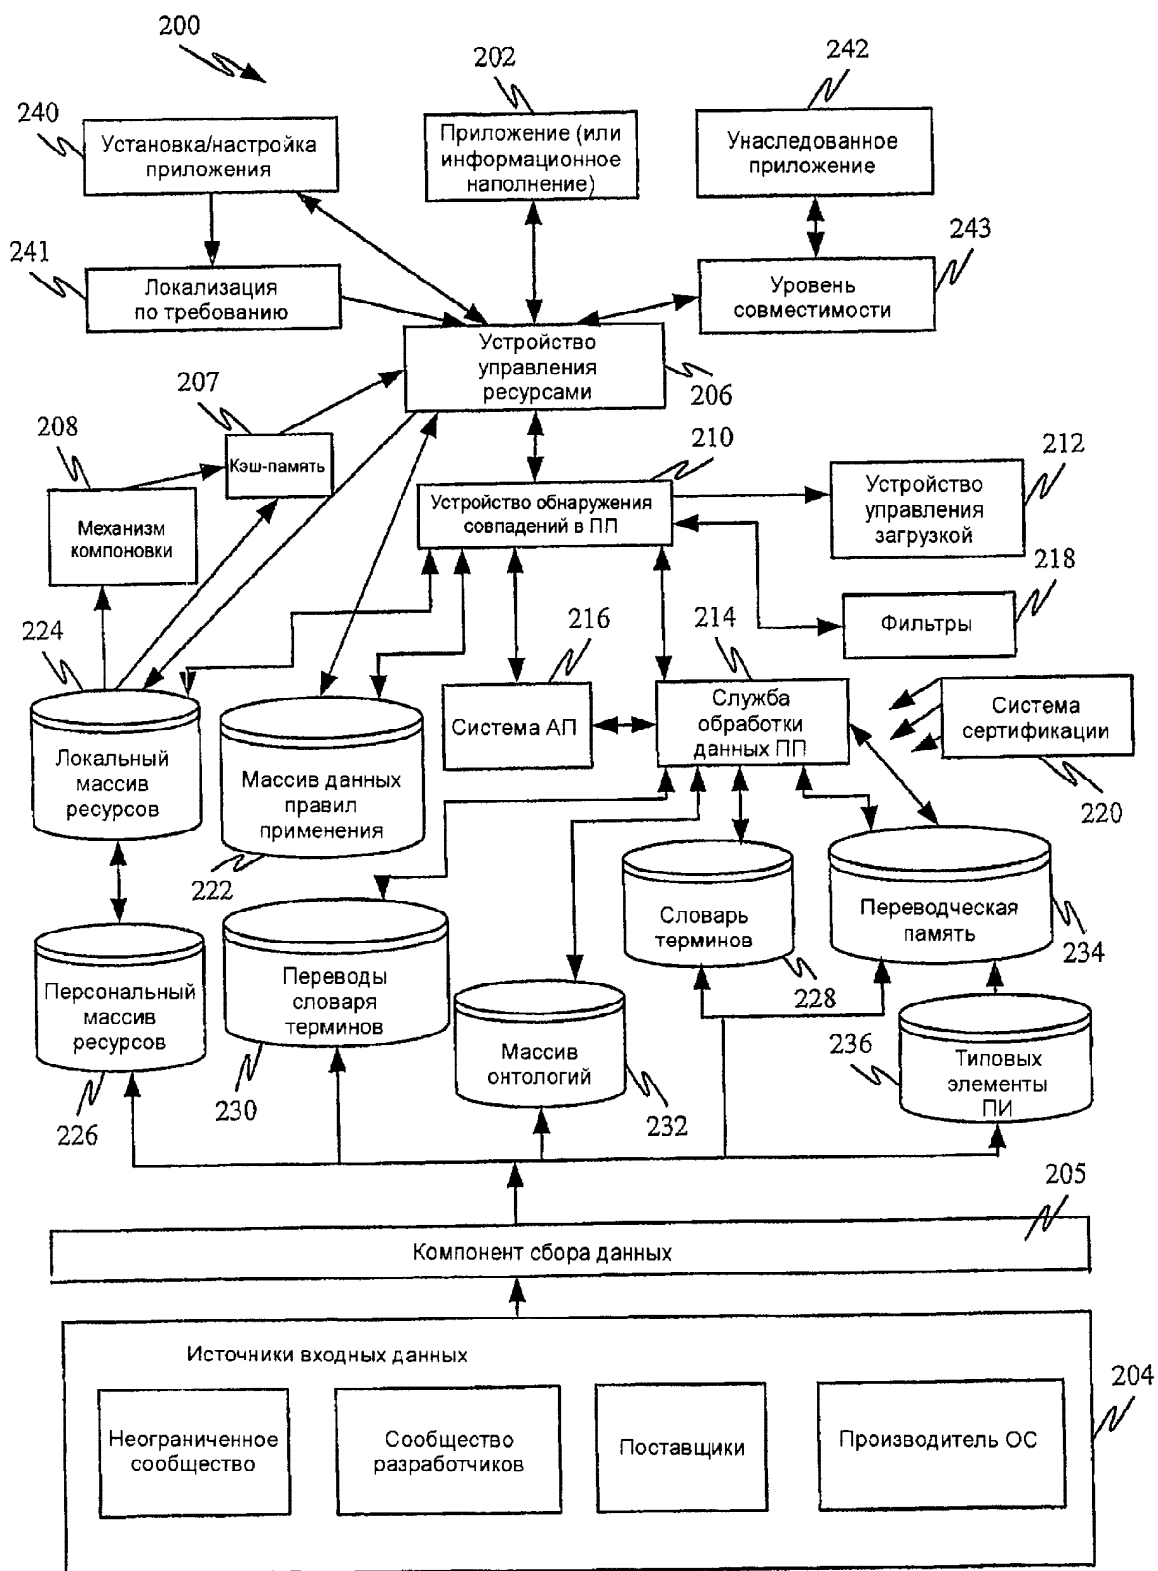 200
240
Установка/настройка
приложения
202
Приложение (или
информационное
наполнение)
242
Унаследованное
приложение
241
Локализация
по требованию
243
Уровень
совместимости
Устройство
управления
ресурсами
206
207
Кэш-память
208
Механизм
компоновки
210
Устройство обнаружения
совпадений в ПП
212
Устройство
управления
загрузкой
218
Фильтры
224
Локальный
массив
ресурсов
Массив данных
правил
применения
222
216
Система АП
214
Служба
обработки
данных ПП
Система
сертификации
220
Персональный
массив
ресурсов
226
Переводы
словаря
терминов
230
Массив
онтологий
232
Словарь
терминов
228
Переводческая
память
234
236
Типовых
элементы
ПИ
205
Компонент сбора данных
Источники входных данных
204
Неограниченное
сообщество
Сообщество
разработчиков
Поставщики
Производитель ОС